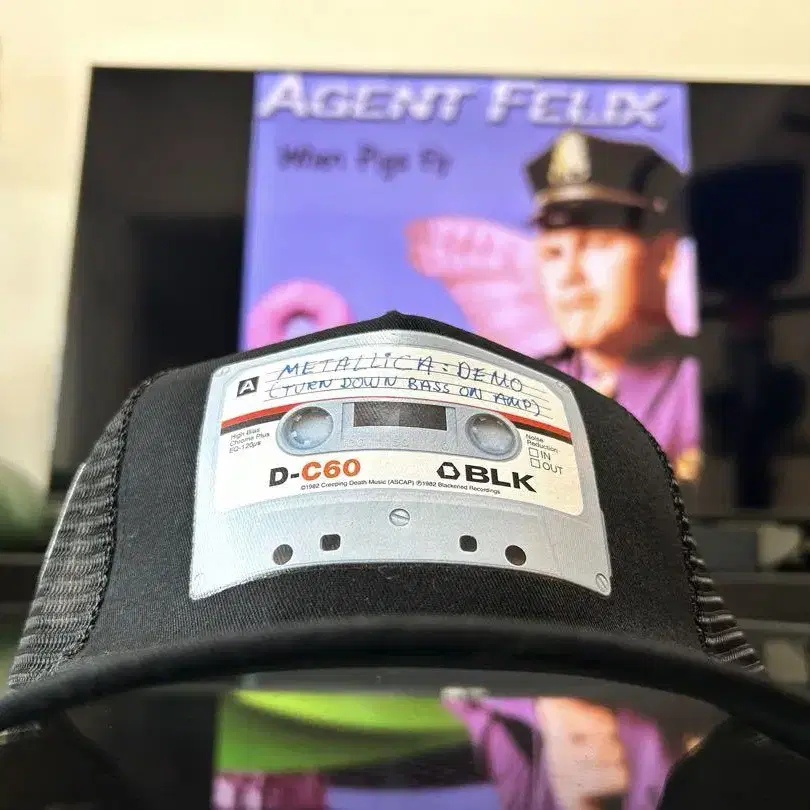 AGENT FELIX
When Pigs Fly
A
METALLICA: DEMO
(TURN DOWN BASS ON AMP)
High Bias
Chrome Plus
EQ-120µs
Noise
Reduction
IN
OUT
D-C60
BLK
©1982 Creeping Death Music (ASCAP) ℗1982 Blackened Recordings